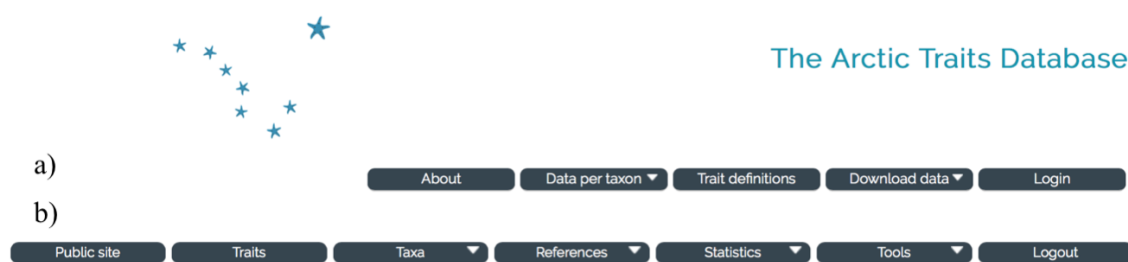 The Arctic Traits Database
a)
About Data per taxon Trait definitions Download data Login
b)
Public site Traits Taxa References Statistics Tools Logout